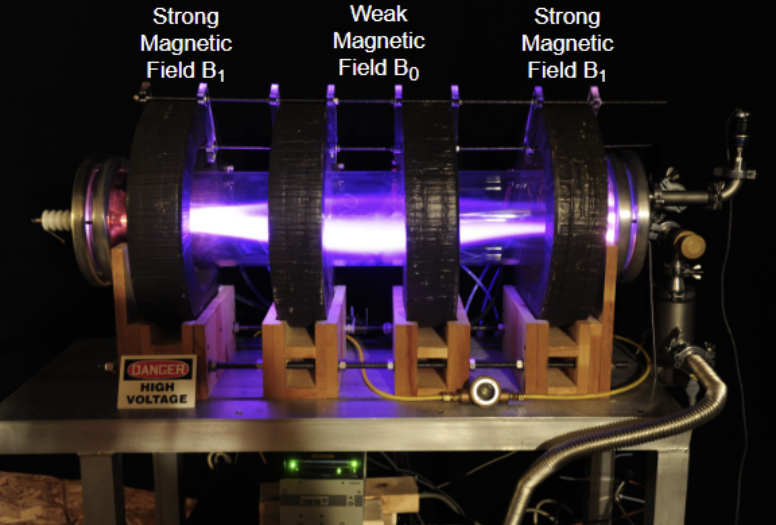 Strong
Magnetic
Field B₁
Weak
Magnetic
Field B₀
Strong
Magnetic
Field B₁
DANGER
HIGH
VOLTAGE